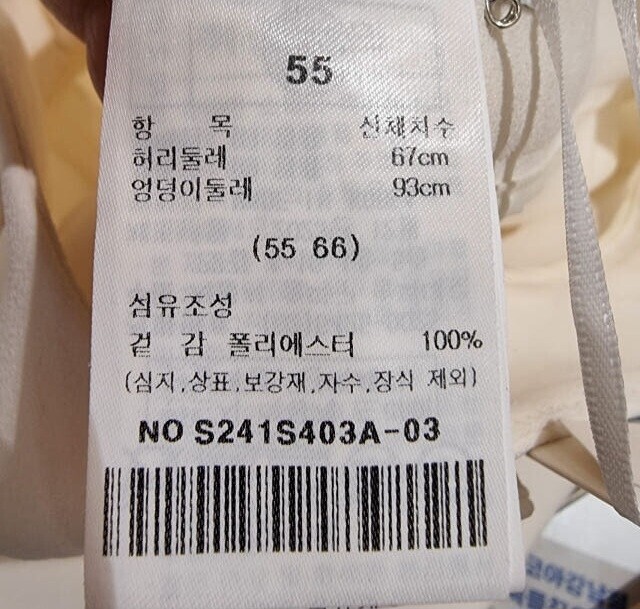 55
항 목 신체치수
허리둘레 67cm
엉덩이둘레 93cm
(55 66)
섬유조성
겉 감 폴리에스터 100%
(심지,상표,보강재,자수,장식 제외)
NO S241S403A-03